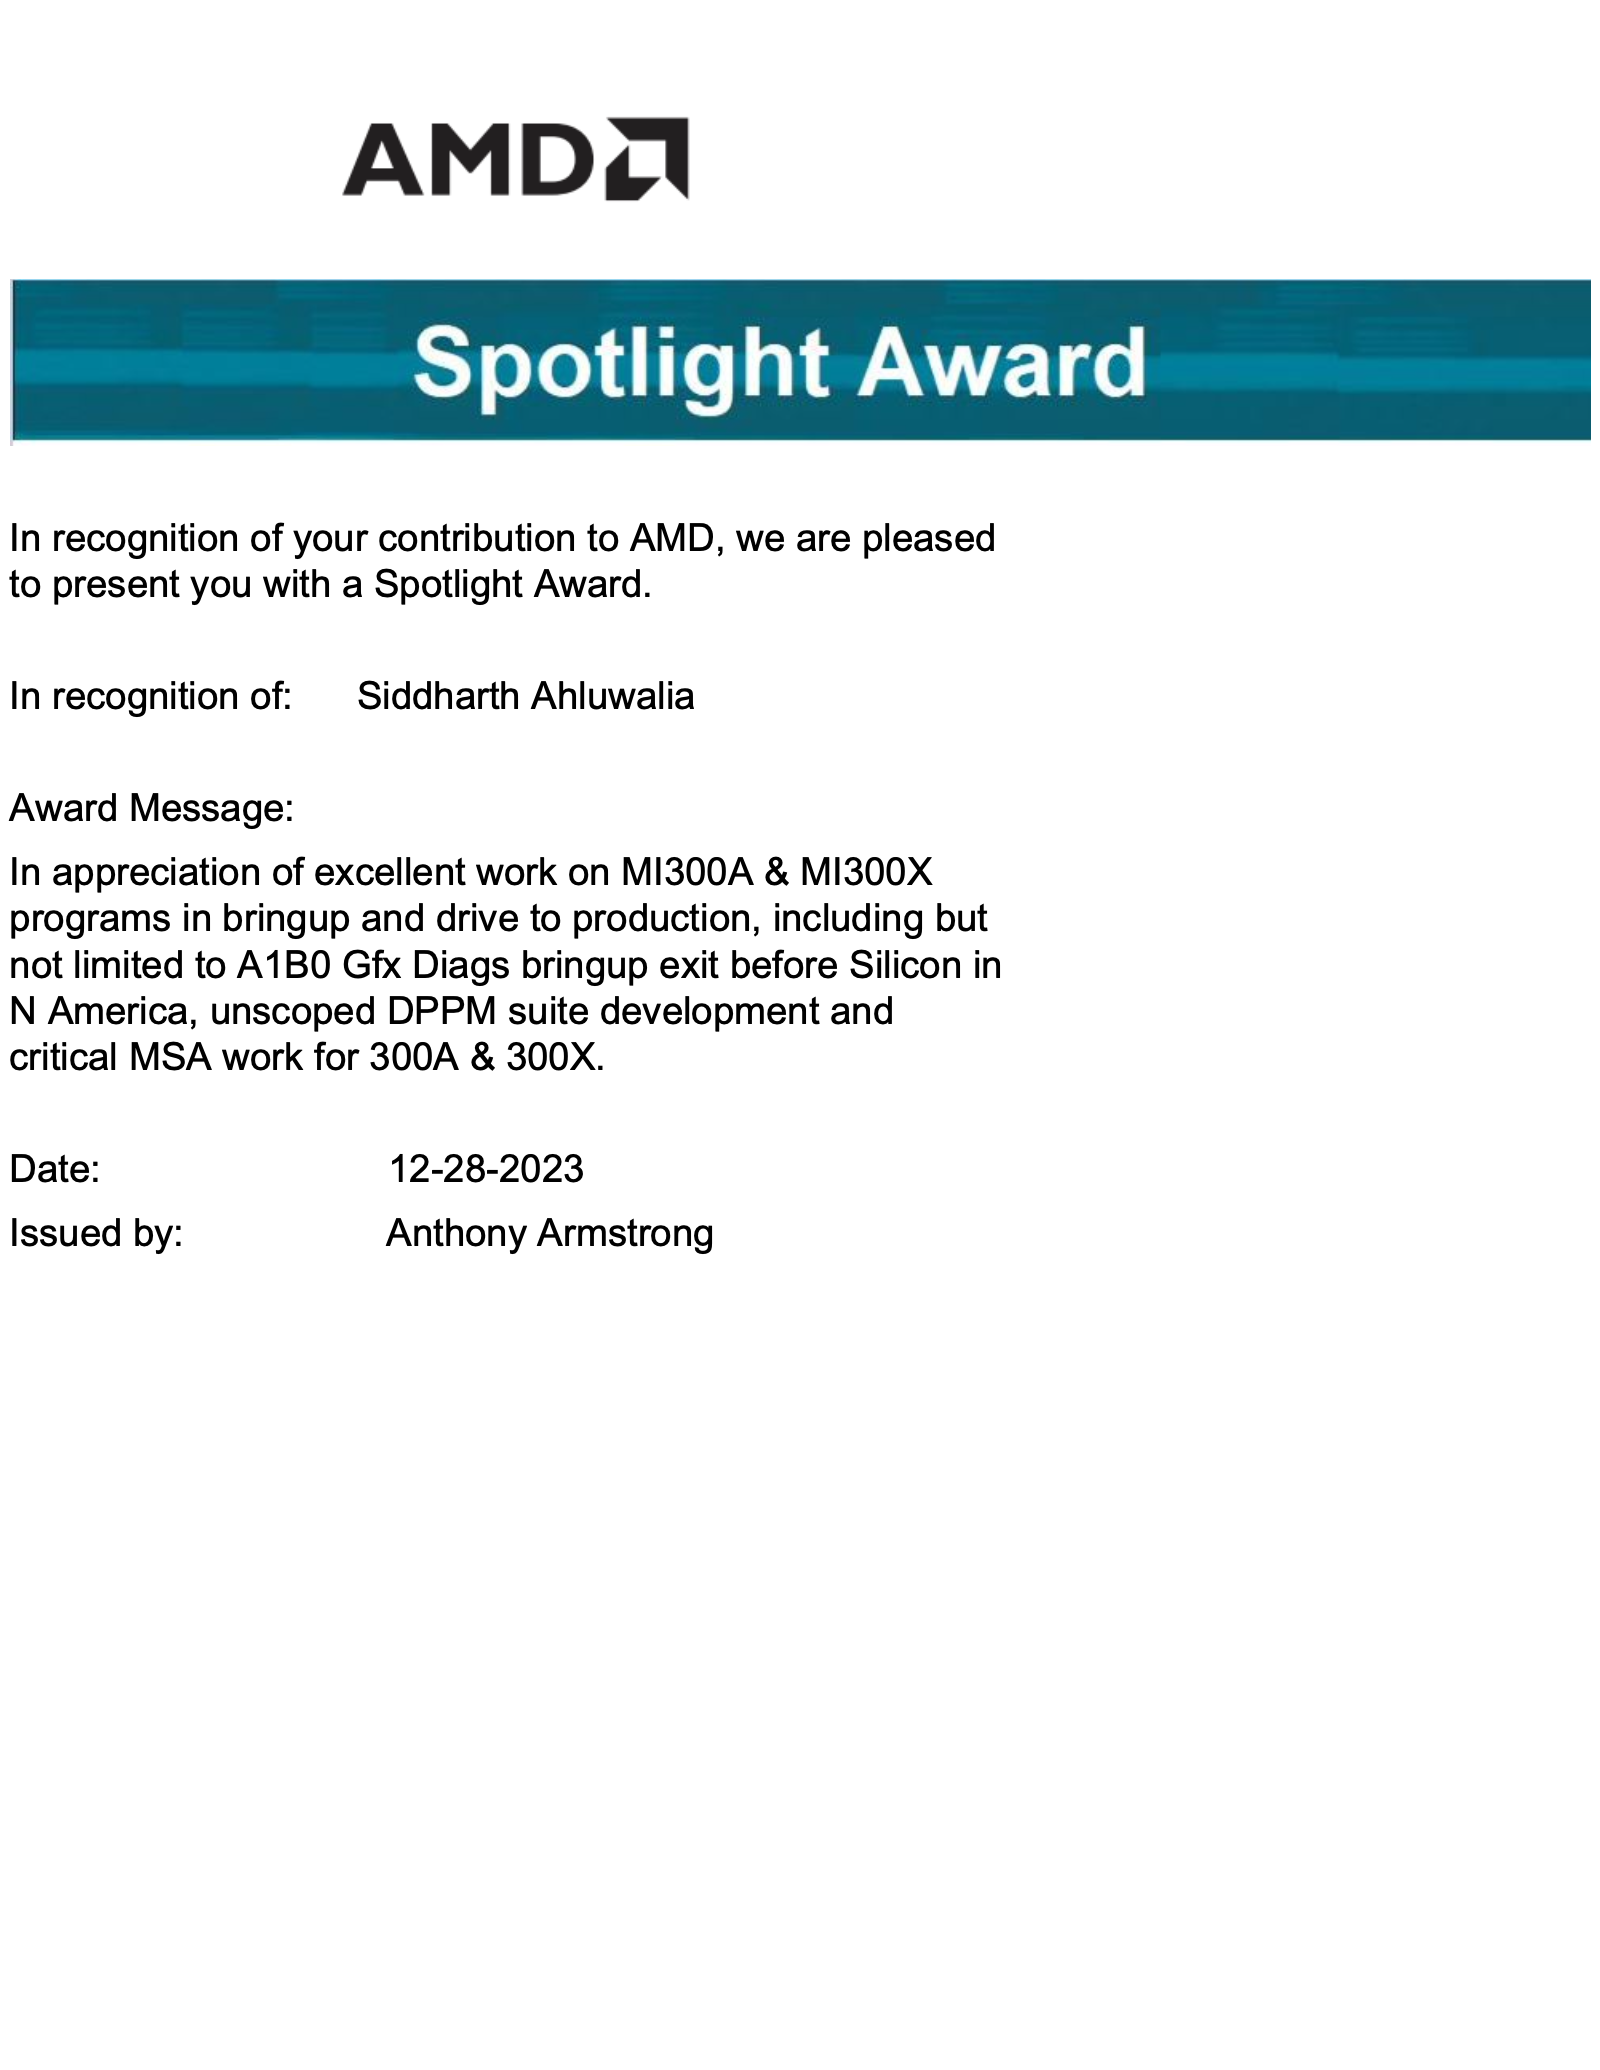 AMD
Spotlight Award
In recognition of your contribution to AMD, we are pleased
to present you with a Spotlight Award.
In recognition of: Siddharth Ahluwalia
Award Message:
In appreciation of excellent work on MI300A & MI300X
programs in bringup and drive to production, including but
not limited to A1B0 Gfx Diags bringup exit before Silicon in
N America, unscoped DPPM suite development and
critical MSA work for 300A & 300X.
Date: 12-28-2023
Issued by: Anthony Armstrong